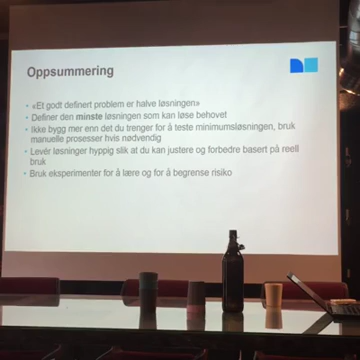 Oppsummering
• «Et godt definert problem er halve løsningen»
• Definer den minste løsningen som kan løse behovet
• Ikke bygg mer enn det du trenger for å teste minimumsløsningen, bruk
manuelle prosesser hvis nødvendig
• Levér løsninger hyppig slik at du kan justere og forbedre basert på reell
bruk
• Bruk eksperimenter for å lære og for å begrense risiko